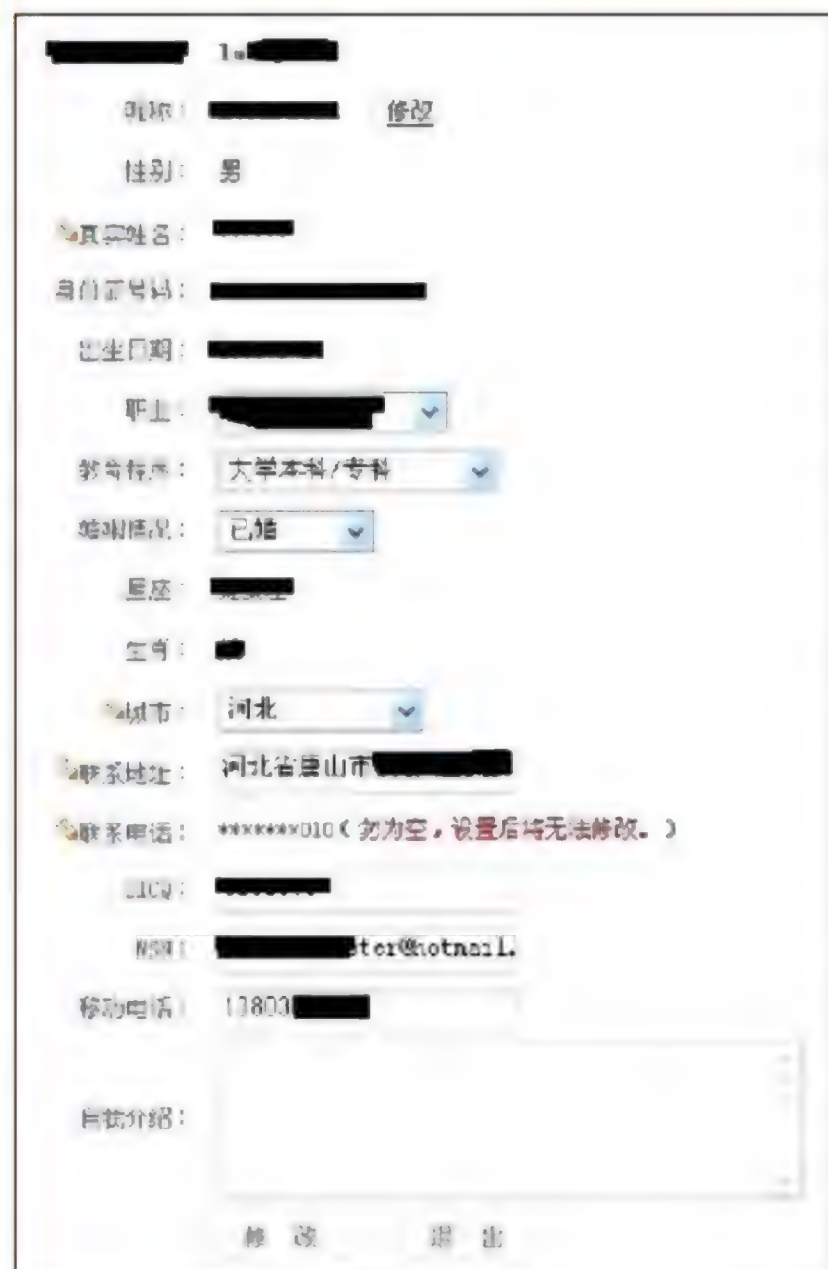 昵称： 修改
性别： 男
真实姓名：
身份证号码：
出生日期：
职业：
教育程度： 大学本科/专科
婚姻情况： 已婚
星座：
生肖：
城市： 河北
联系地址： 河北省唐山市
联系电话： *******010（勿为空，设置后将无法修改。）
OICQ：
MSN： ster@hotmail.
移动电话： 13803
自我介绍：
修 改 退 出